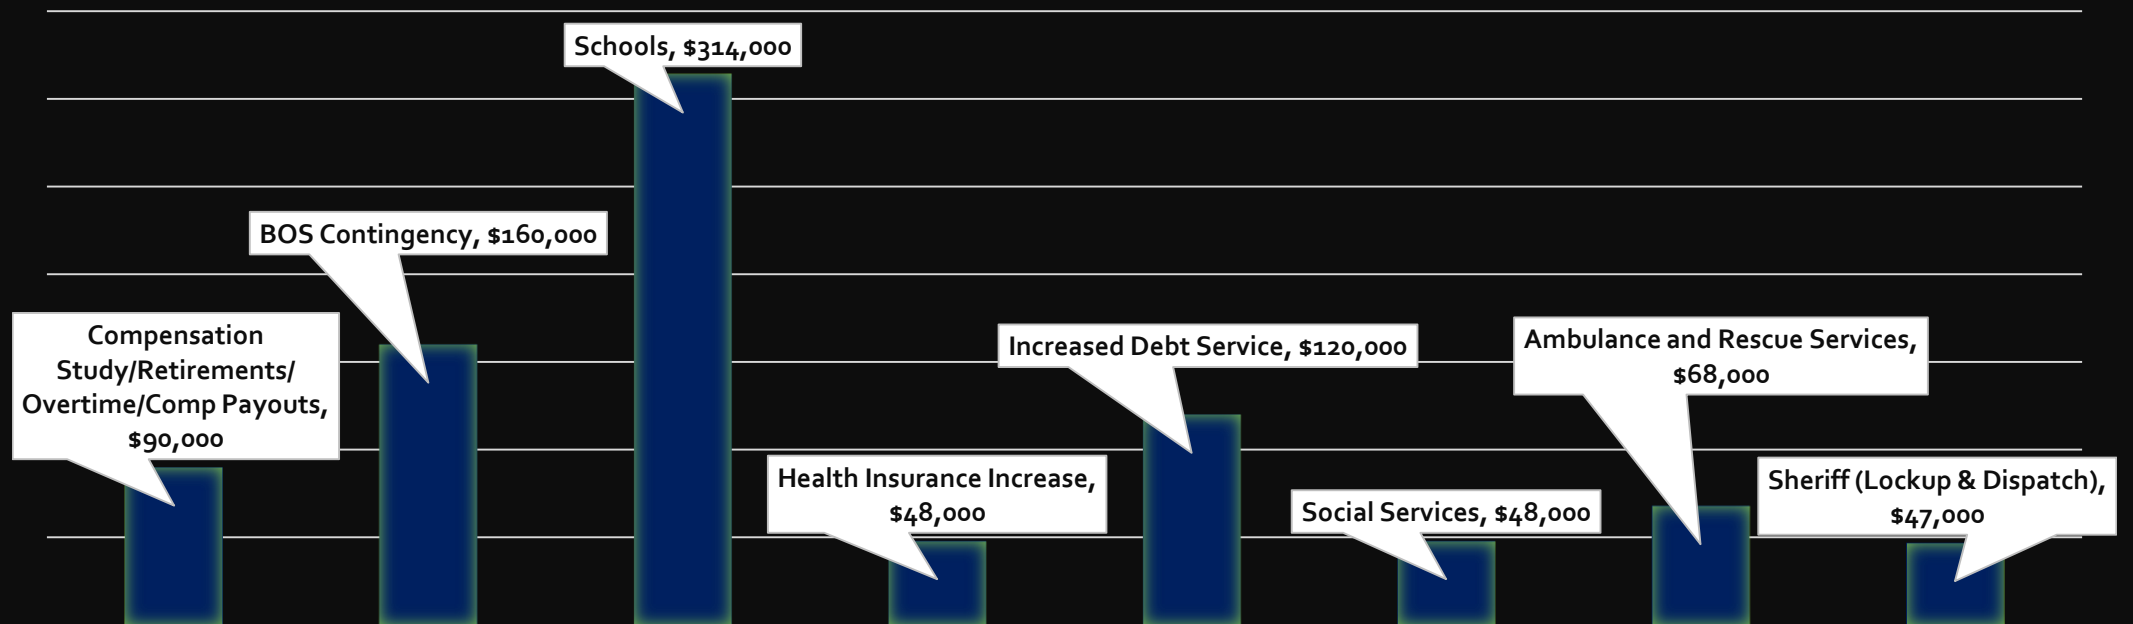 Schools, $314,000
BOS Contingency, $160,000
Compensation
Study/Retirements/
Overtime/Comp Payouts,
$90,000
Increased Debt Service, $120,000
Ambulance and Rescue Services,
$68,000
Health Insurance Increase,
$48,000
Social Services, $48,000
Sheriff (Lockup & Dispatch),
$47,000